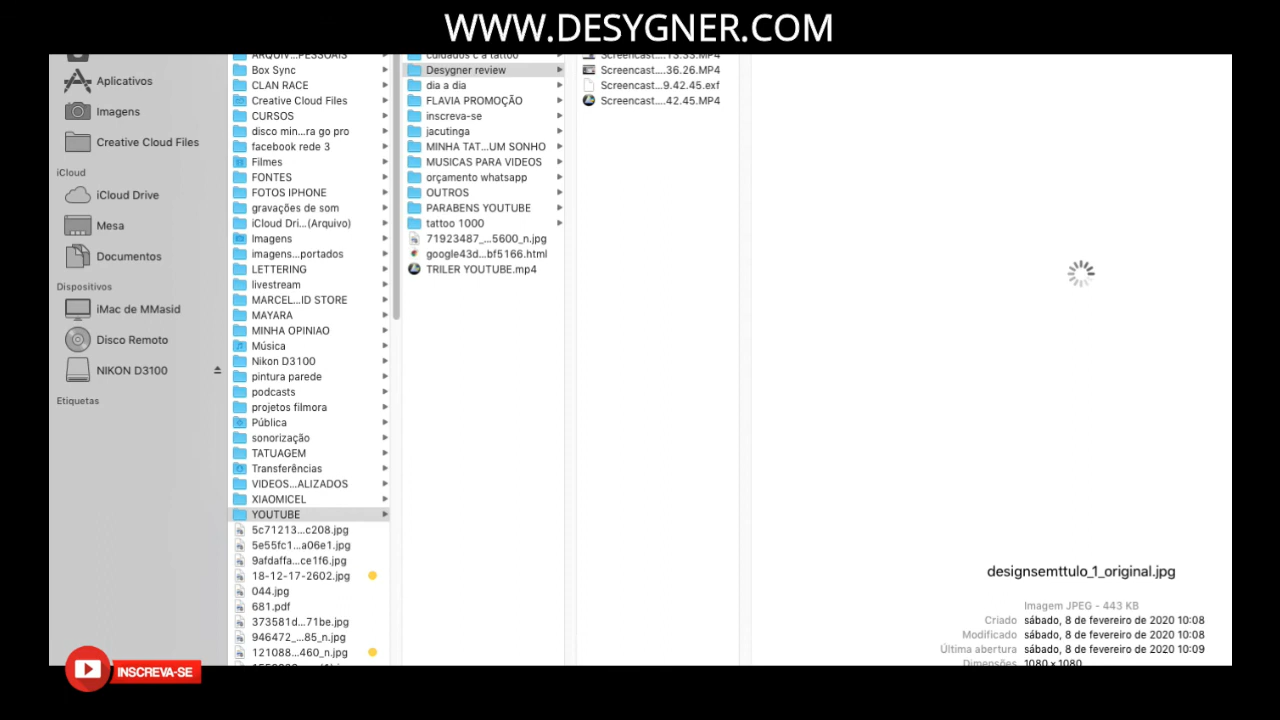 WWW.DESYGNER.COM
Aplicativos
Imagens
Creative Cloud Files
iCloud
iCloud Drive
Mesa
Documentos
Dispositivos
iMac de MMasid
Disco Remoto
NIKON D3100
Etiquetas
Box Sync
CLAN RACE
Creative Cloud Files
CURSOS
disco min...ra go pro
facebook rede 3
Filmes
FONTES
FOTOS IPHONE
gravações de som
iCloud Dri...(Arquivo)
Imagens
imagens...portados
LETTERING
livestream
MARCEL...ID STORE
MAYARA
MINHA OPINIAO
Música
Nikon D3100
pintura parede
podcasts
projetos filmora
Pública
sonorização
TATUAGEM
Transferências
VIDEOS...ALIZADOS
XIAOMICEL
YOUTUBE
5c71213...c208.jpg
5e55fc1...a06e1.jpg
9afdaffa...ce1f6.jpg
18-12-17-2602.jpg
044.jpg
681.pdf
373581d...71be.jpg
946472_...85_n.jpg
121088...460_n.jpg
cuidados c a tattoo
Desygner review
dia a dia
FLAVIA PROMOÇÃO
inscreva-se
jacutinga
MINHA TAT...UM SONHO
MUSICAS PARA VIDEOS
orçamento whatsapp
OUTROS
PARABENS YOUTUBE
tattoo 1000
71923487_...5600_n.jpg
google43d...bf5166.html
TRILER YOUTUBE.mp4
Screencast....13.33.MP4
Screencast....36.26.MP4
Screencast...9.42.45.exf
Screencast....42.45.MP4
designsemttulo_1_original.jpg
Imagem JPEG - 443 KB
Criado sábado, 8 de fevereiro de 2020 10:08
Modificado sábado, 8 de fevereiro de 2020 10:08
Última abertura sábado, 8 de fevereiro de 2020 10:09
Dimensões 1080 x 1080
INSCREVA-SE